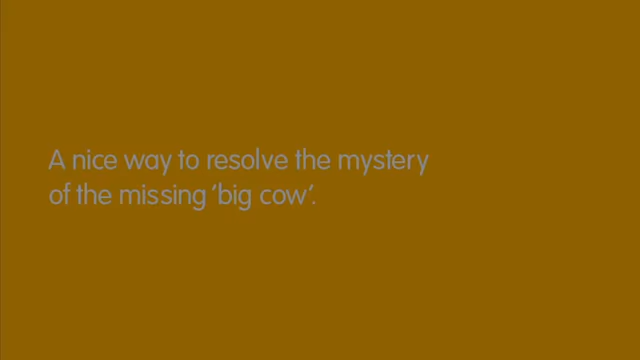 A nice way to resolve the mystery
of the missing ‘big cow’.